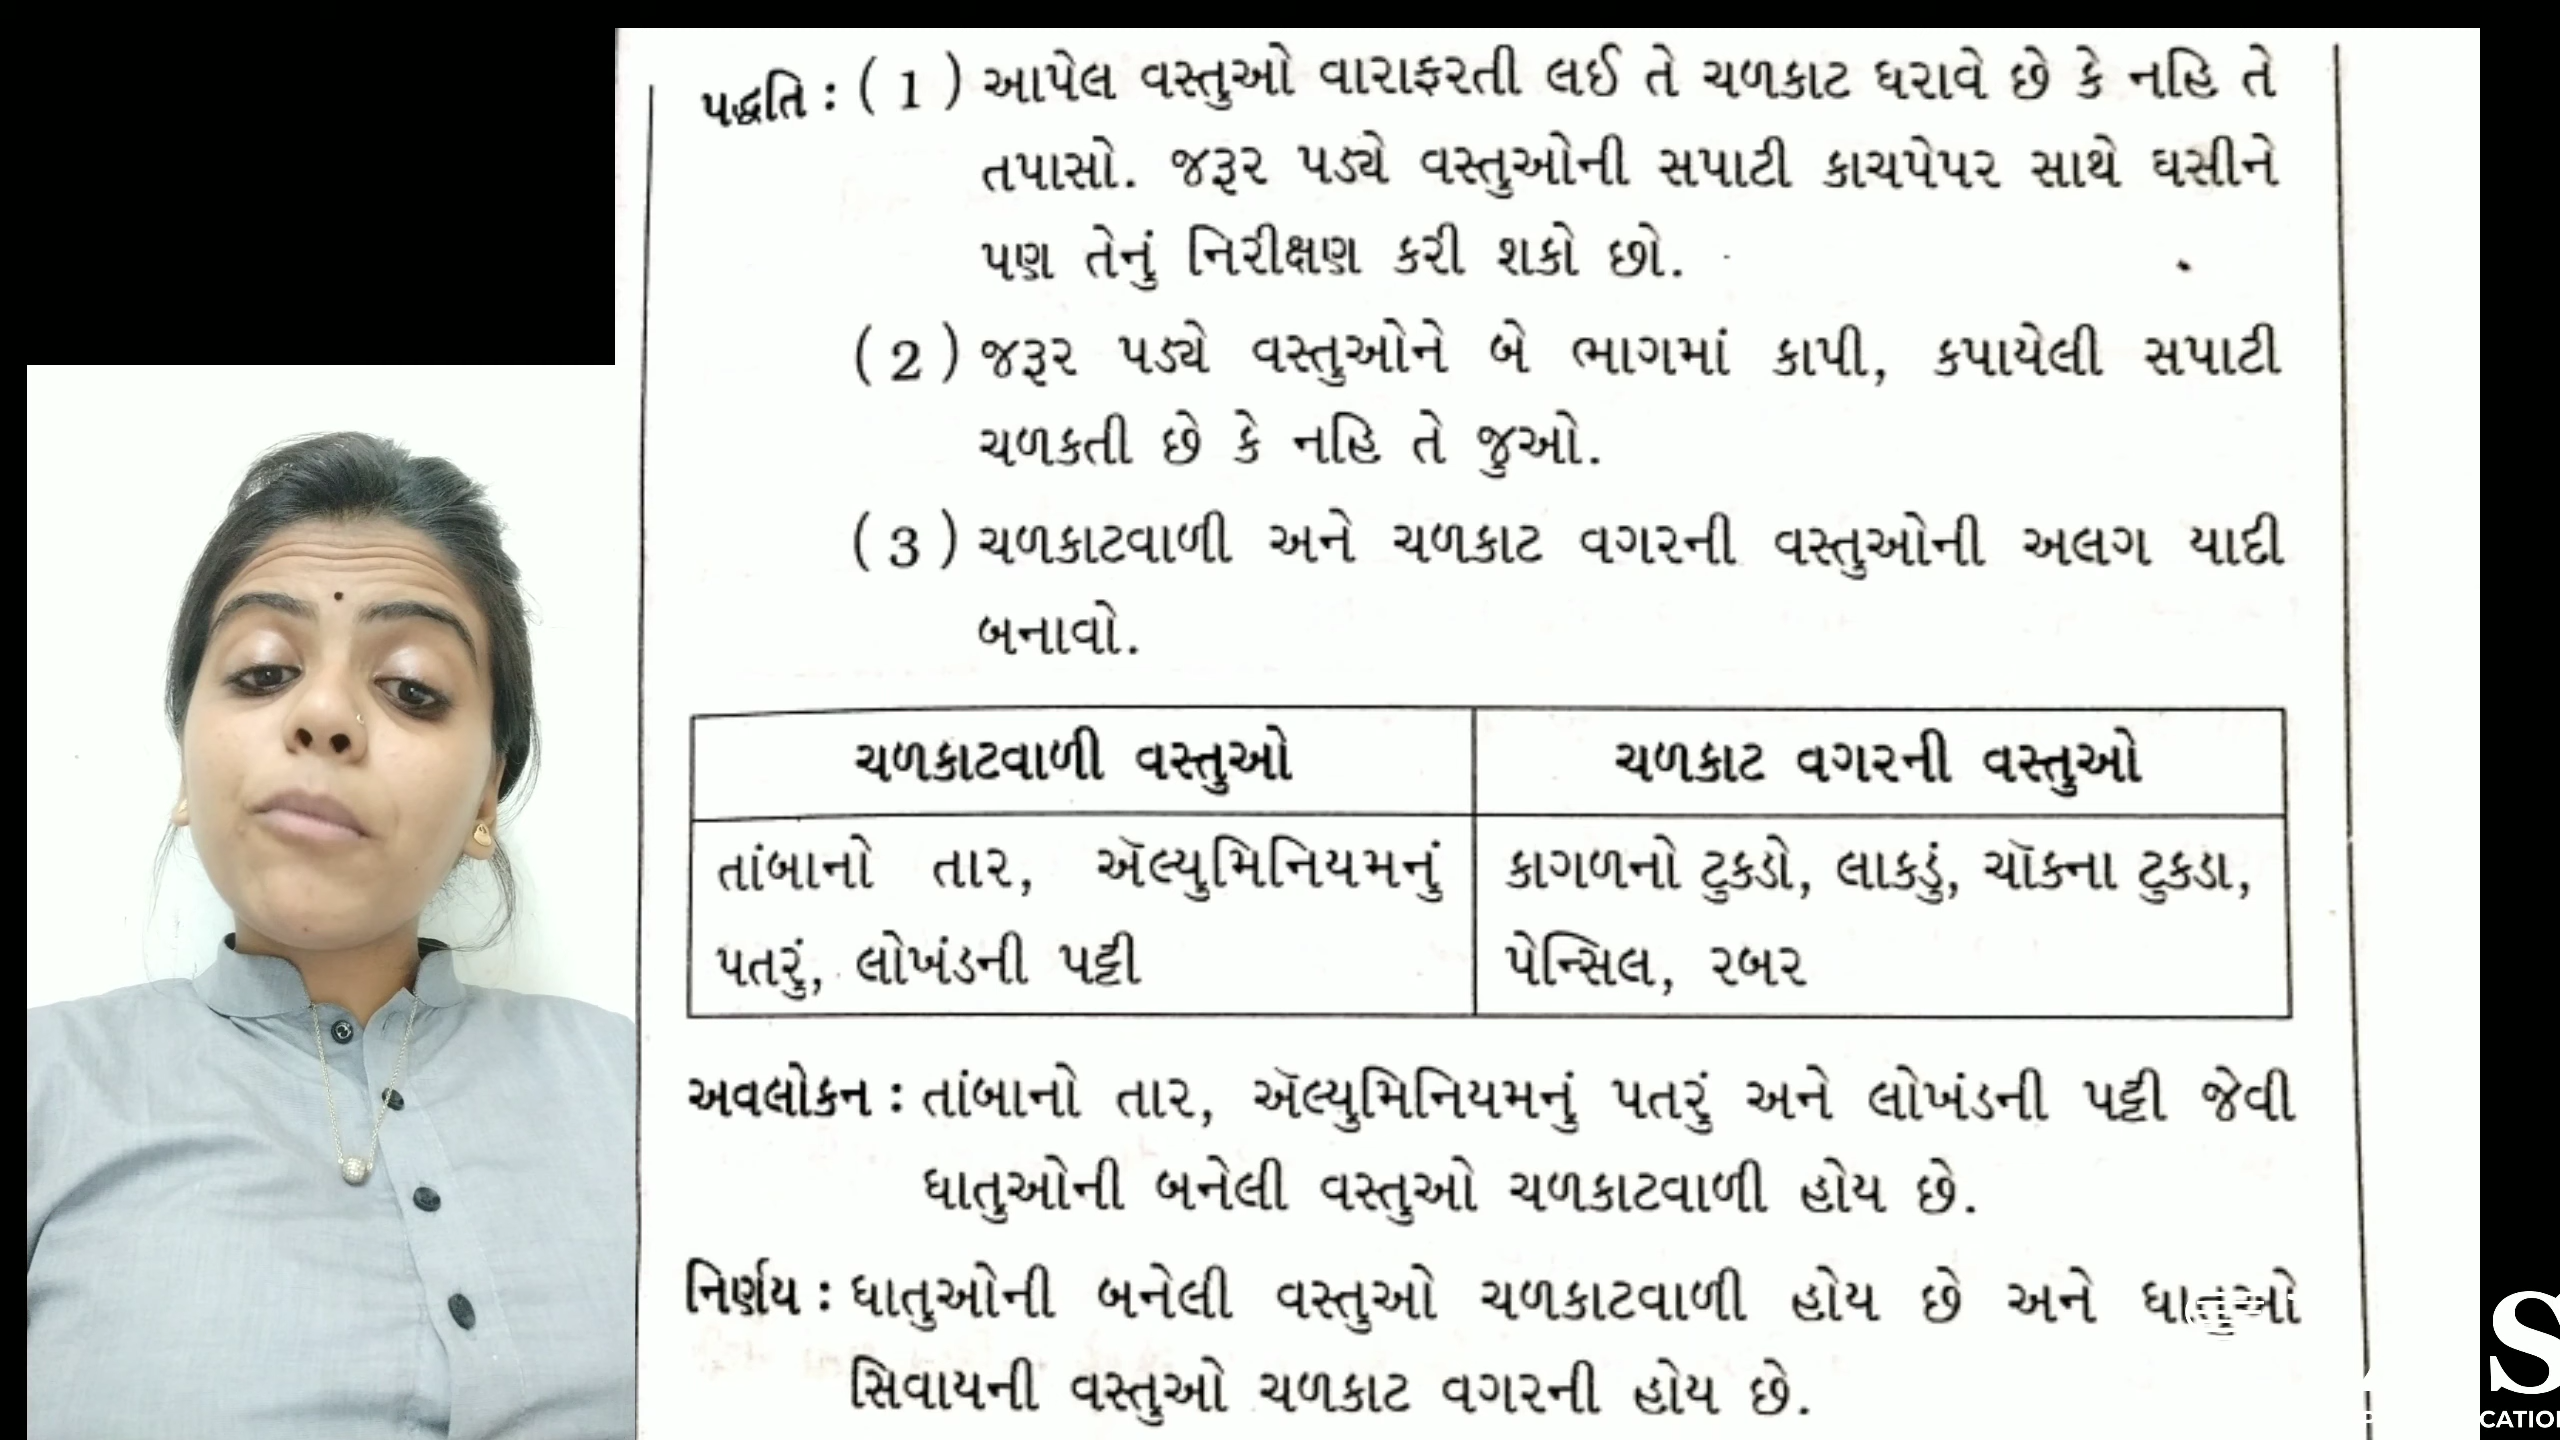 પદ્ધતિ : ( 1 ) આપેલ વસ્તુઓ વારાફરતી લઈ તે ચળકાટ ધરાવે છે કે નહિ તે
તપાસો. જરૂર પડ્યે વસ્તુઓની સપાટી કાચપેપર સાથે ઘસીને
પણ તેનું નિરીક્ષણ કરી શકો છો.
( 2 ) જરૂર પડ્યે વસ્તુઓને બે ભાગમાં કાપી, કપાયેલી સપાટી
ચળકતી છે કે નહિ તે જુઓ.
( 3 ) ચળકાટવાળી અને ચળકાટ વગરની વસ્તુઓની અલગ યાદી
બનાવો.
ચળકાટવાળી વસ્તુઓ
તાંબાનો તાર, ઍલ્યુમિનિયમનું
પતરું, લોખંડની પટ્ટી
ચળકાટ વગરની વસ્તુઓ
કાગળનો ટુકડો, લાકડું, ચૉકના ટુકડા,
પેન્સિલ, રબર
અવલોકન : તાંબાનો તાર, ઍલ્યુમિનિયમનું પતરું અને લોખંડની પટ્ટી જેવી
ધાતુઓની બનેલી વસ્તુઓ ચળકાટવાળી હોય છે.
નિર્ણય : ધાતુઓની બનેલી વસ્તુઓ ચળકાટવાળી હોય છે અને
સિવાયની વસ્તુઓ ચળકાટ વગરની હોય છે.
S